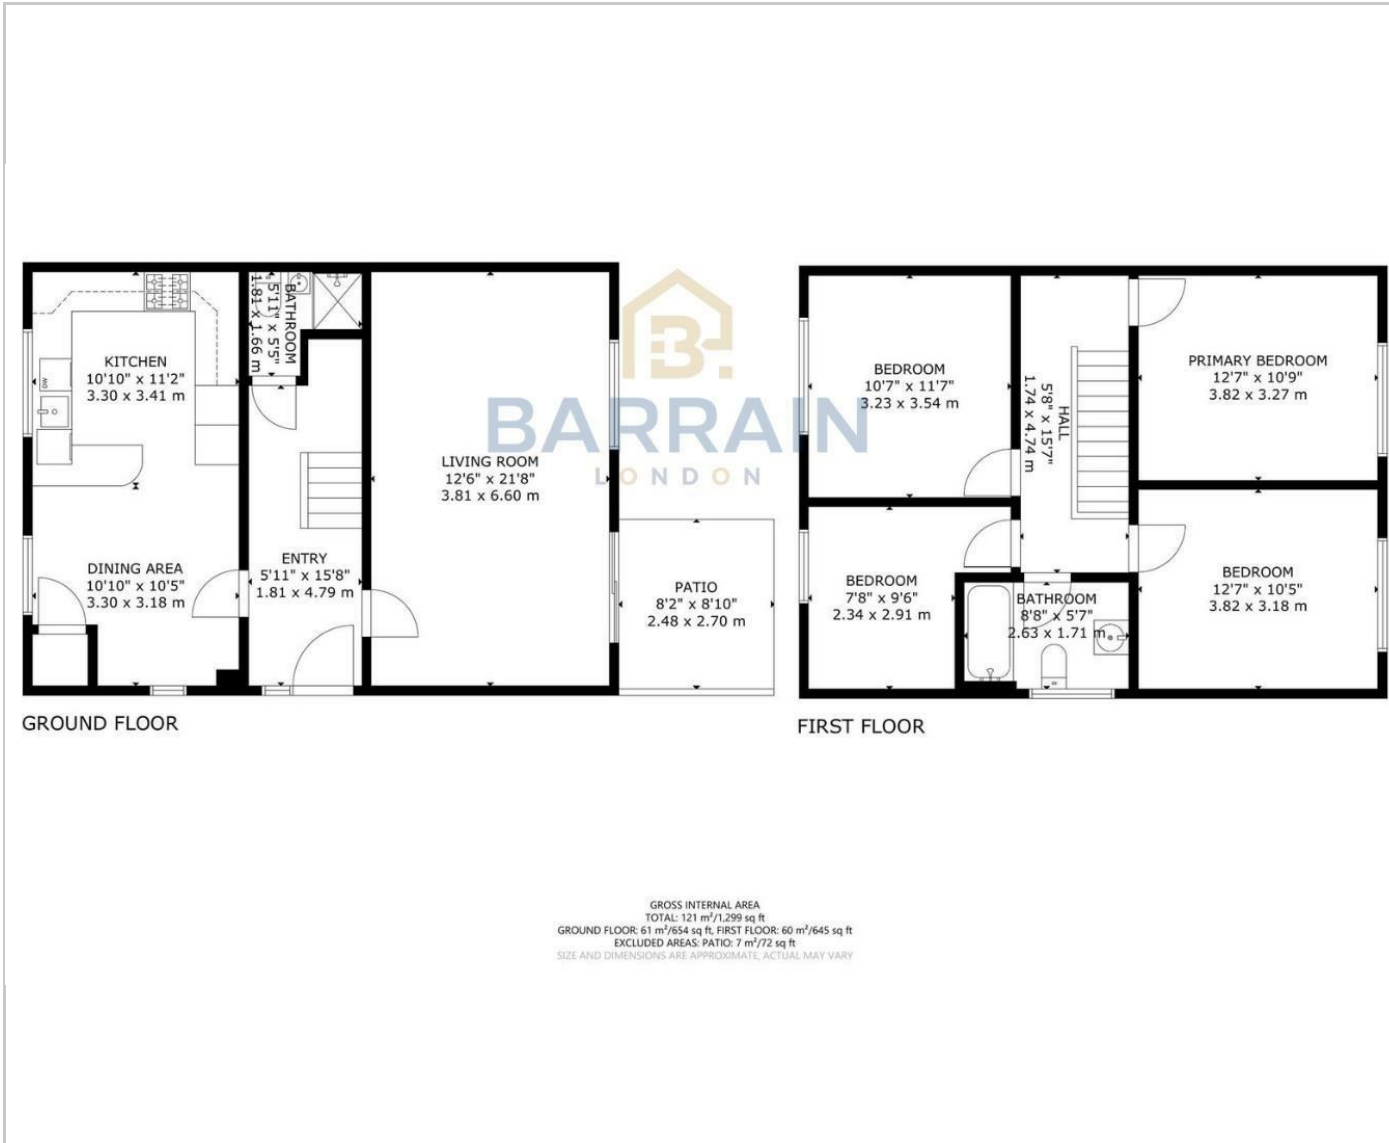 KITCHEN
10'10" x 11'2"
3.30 x 3.41 m
DW
BATHROOM
5'11" x 5'5"
1.81 x 1.66 m
LIVING ROOM
12'6" x 21'8"
3.81 x 6.60 m
DINING AREA
10'10" x 10'5"
3.30 x 3.18 m
ENTRY
5'11" x 15'8"
1.81 x 4.79 m
PATIO
8'2" x 8'10"
2.48 x 2.70 m
GROUND FLOOR
B.
BARRAIN
LONDON
BEDROOM
10'7" x 11'7"
3.23 x 3.54 m
HALL
5'8" x 15'7"
1.74 x 4.74 m
PRIMARY BEDROOM
12'7" x 10'9"
3.82 x 3.27 m
BEDROOM
7'8" x 9'6"
2.34 x 2.91 m
BATHROOM
8'8" x 5'7"
2.63 x 1.71 m
BEDROOM
12'7" x 10'5"
3.82 x 3.18 m
FIRST FLOOR
GROSS INTERNAL AREA
TOTAL: 121 m²/1,299 sq ft
GROUND FLOOR: 61 m²/654 sq ft, FIRST FLOOR: 60 m²/645 sq ft
EXCLUDED AREAS: PATIO: 7 m²/72 sq ft
SIZE AND DIMENSIONS ARE APPROXIMATE, ACTUAL MAY VARY